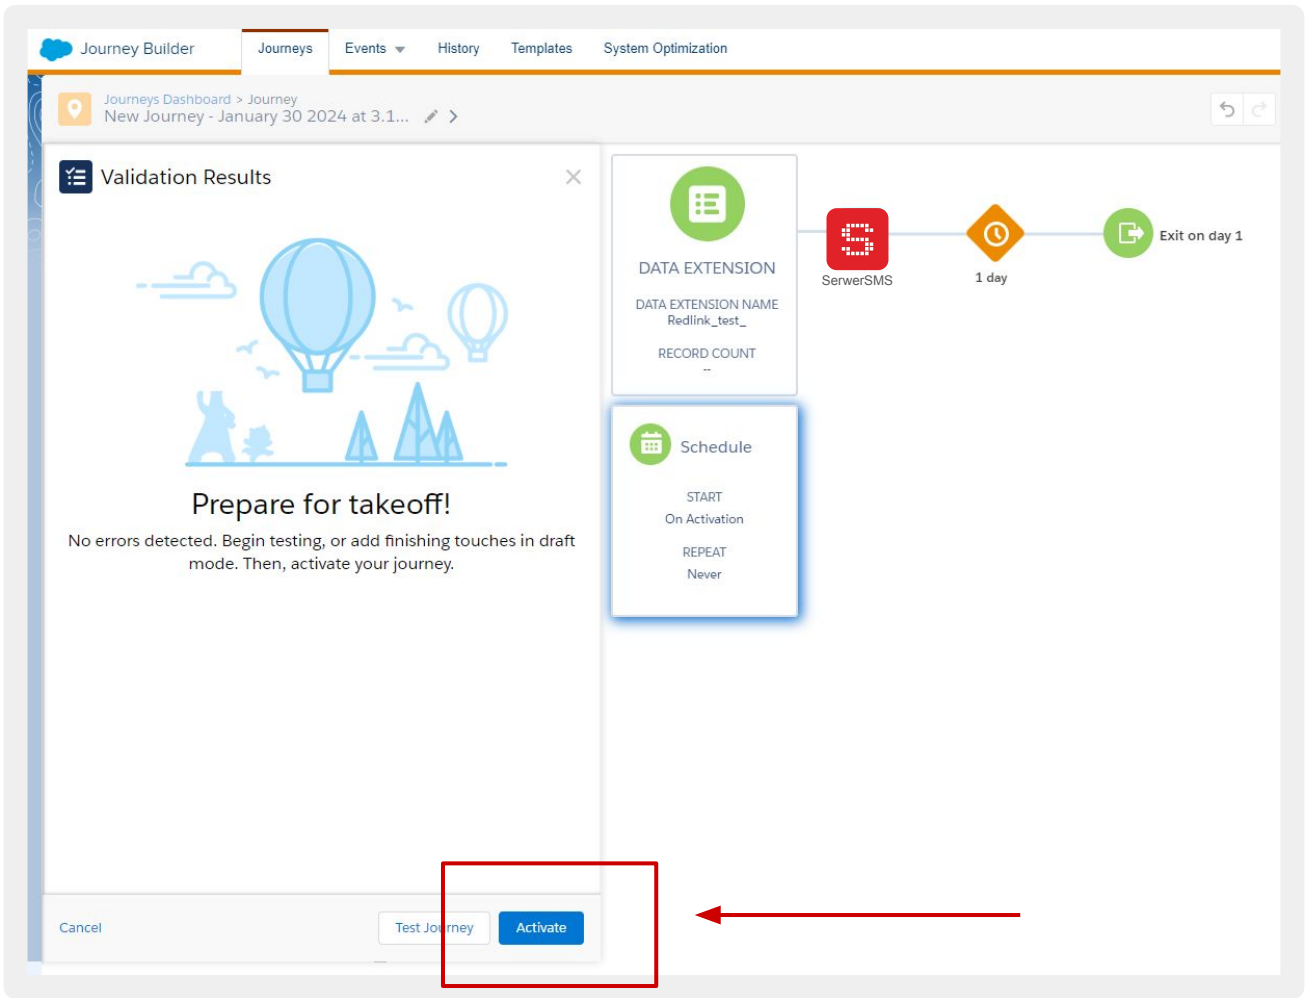 Journey Builder
Journeys
Events
History
Templates
System Optimization
Journeys Dashboard > Journey
New Journey - January 30 2024 at 3.1...
Validation Results
Prepare for takeoff!
No errors detected. Begin testing, or add finishing touches in draft
mode. Then, activate your journey.
Cancel
Test Journey
Activate
DATA EXTENSION
DATA EXTENSION NAME
Redlink_test_
RECORD COUNT
--
Schedule
START
On Activation
REPEAT
Never
S
SerwerSMS
1 day
Exit on day 1